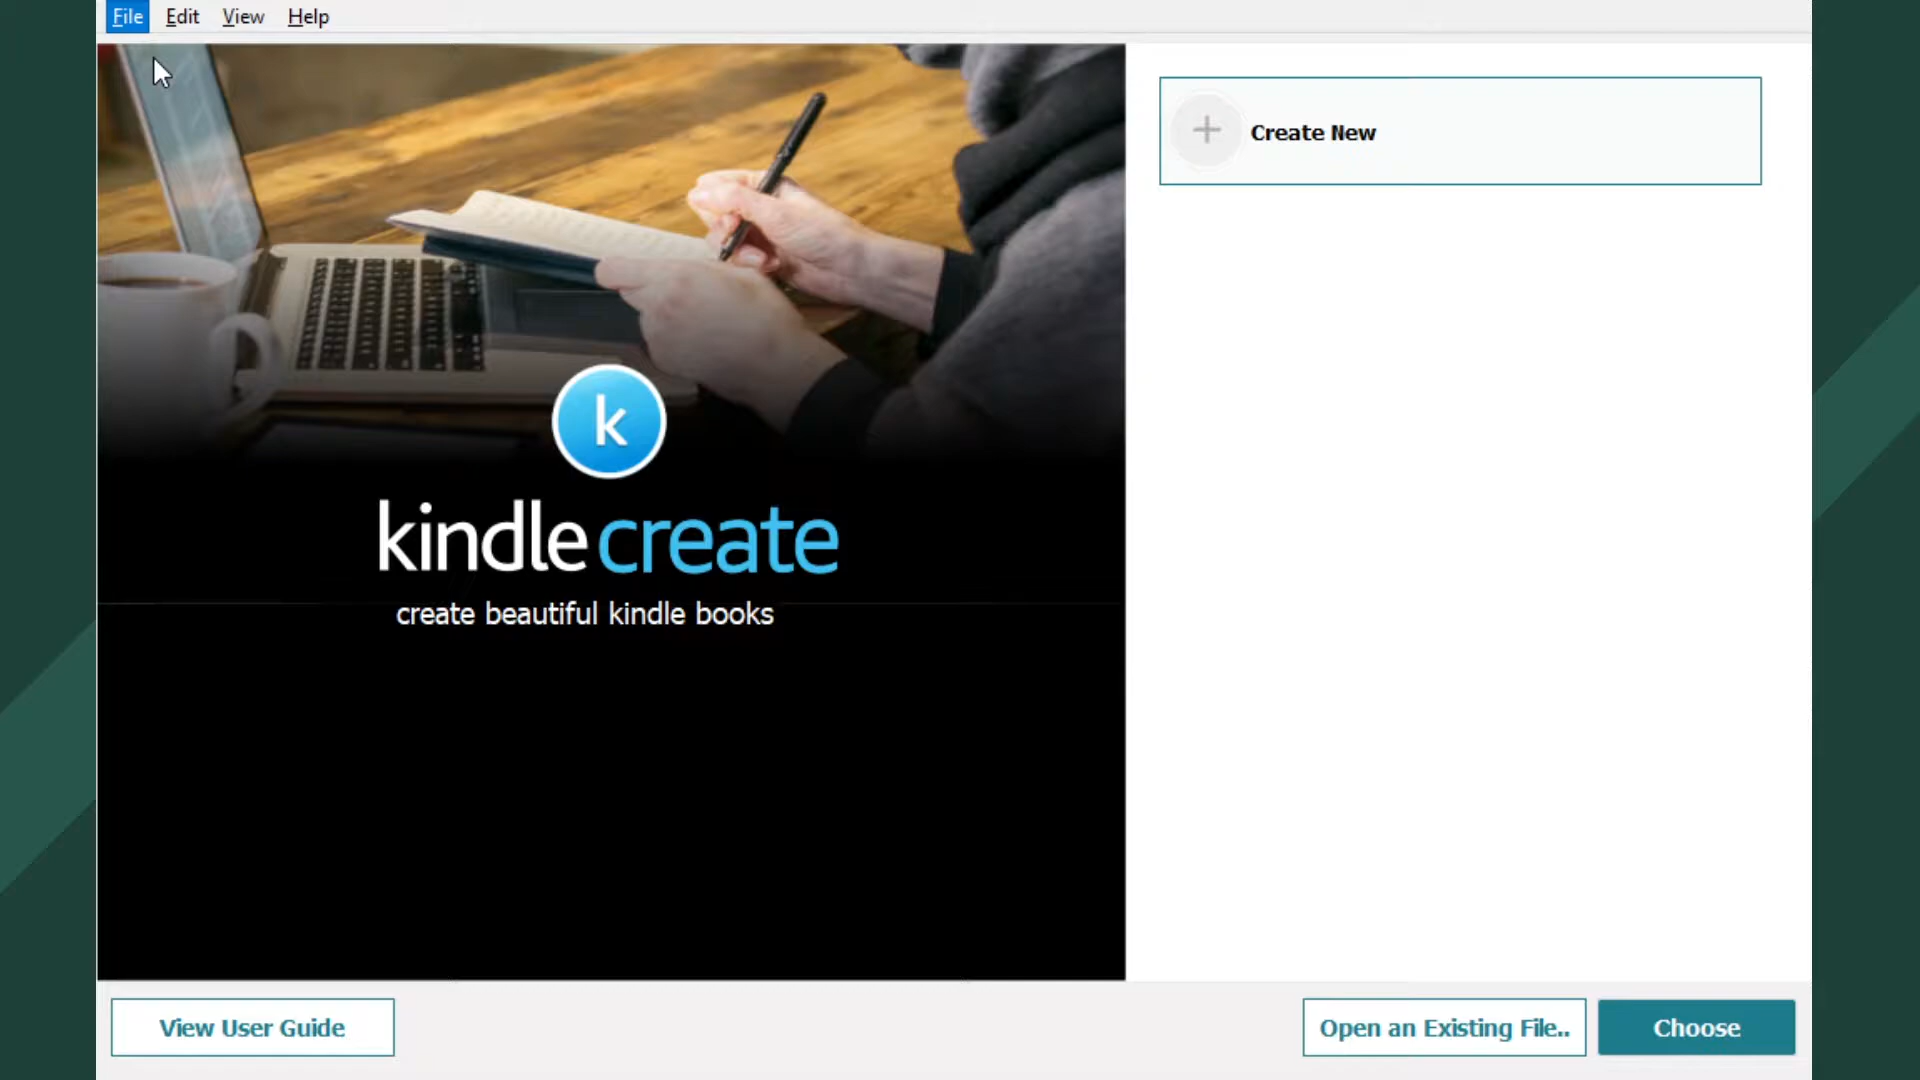 File Edit View Help
Create New
k
kindle create
create beautiful kindle books
View User Guide
Open an Existing File..
Choose